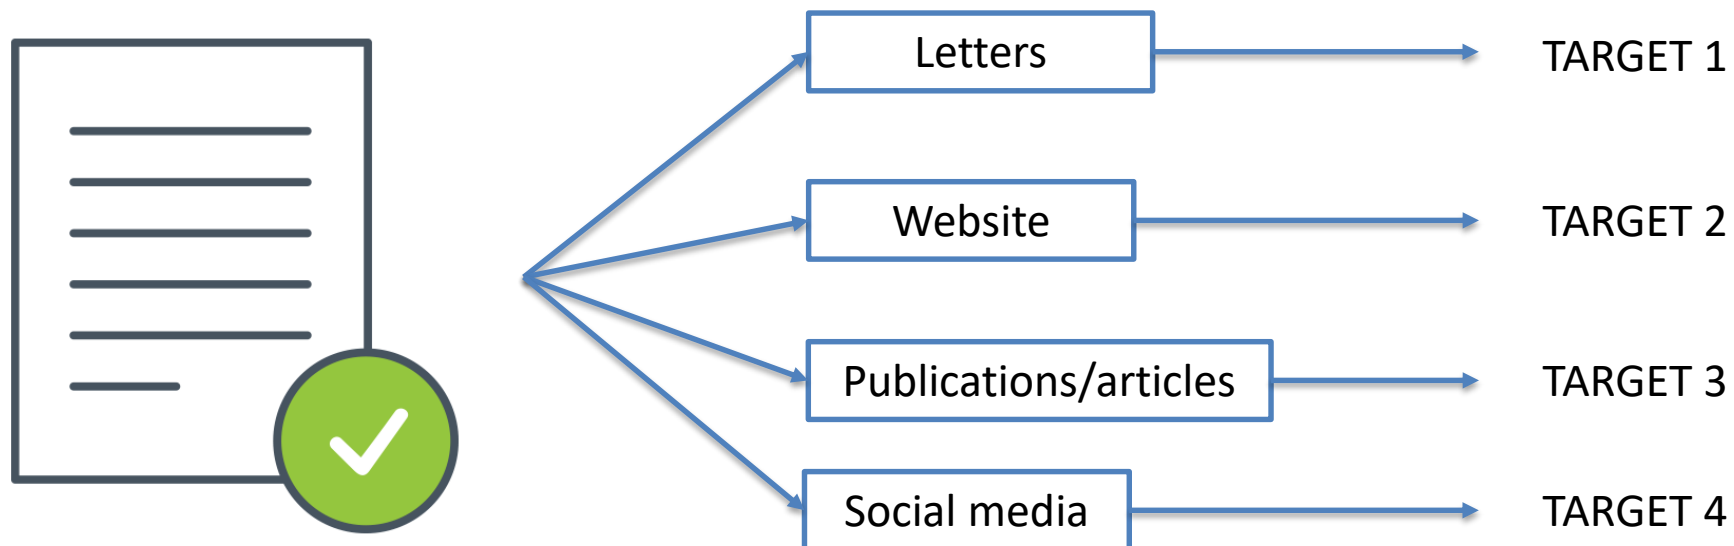 Letters
TARGET 1
Website
TARGET 2
Publications/articles
TARGET 3
Social media
TARGET 4